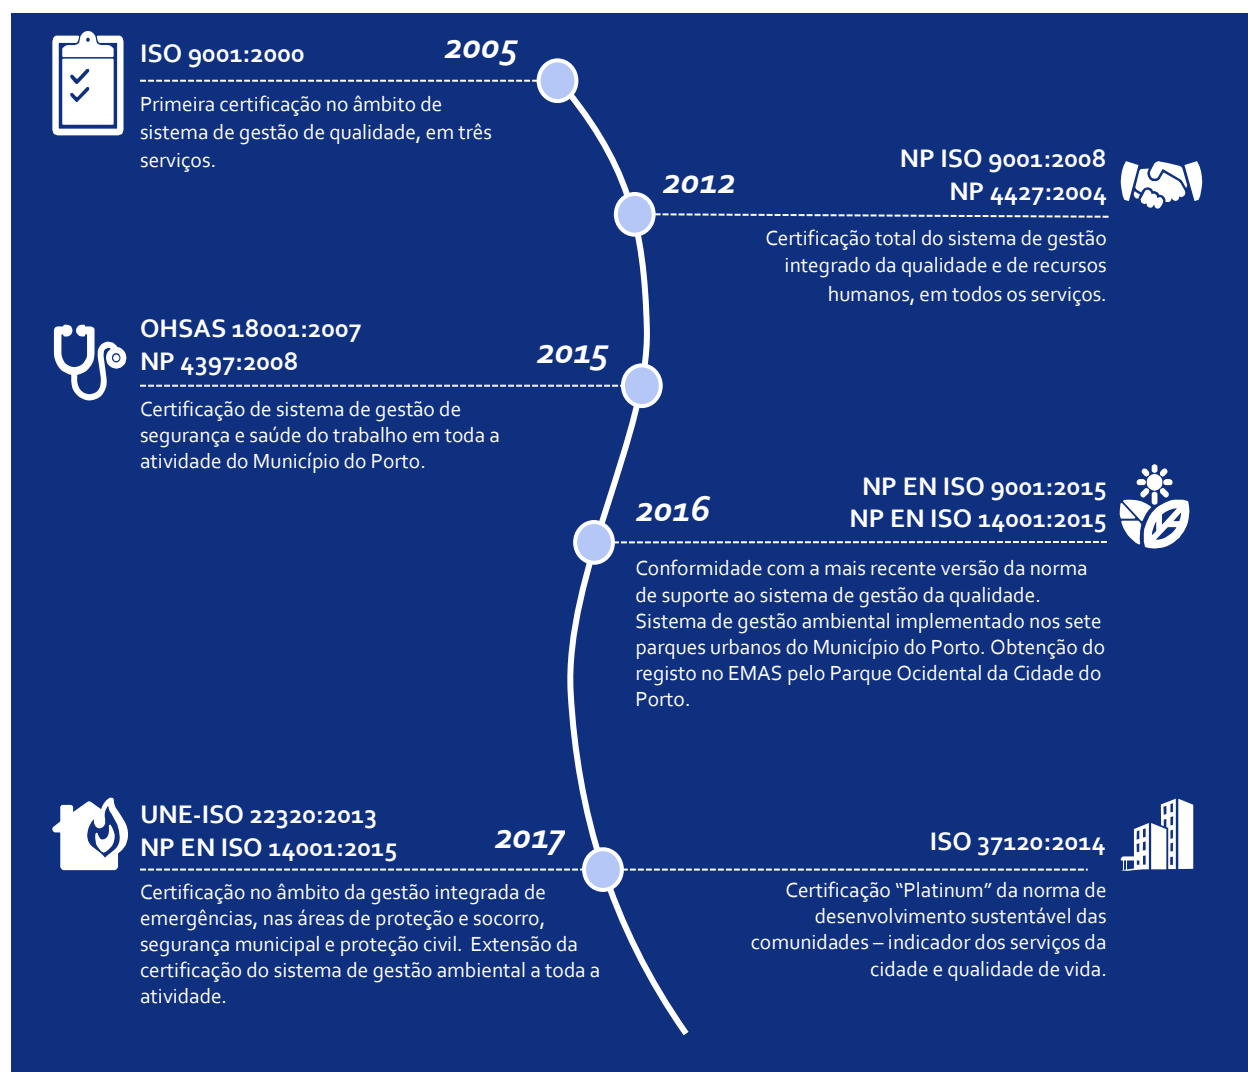 ISO 9001:2000
2005
Primeira certificação no âmbito de
sistema de gestão de qualidade, em três
serviços.
2012
NP ISO 9001:2008
NP 4427:2004
Certificação total do sistema de gestão
integrado da qualidade e de recursos
humanos, em todos os serviços.
OHSAS 18001:2007
NP 4397:2008
2015
Certificação de sistema de gestão de
segurança e saúde do trabalho em toda a
atividade do Município do Porto.
2016
NP EN ISO 9001:2015
NP EN ISO 14001:2015
Conformidade com a mais recente versão da norma
de suporte ao sistema de gestão da qualidade.
Sistema de gestão ambiental implementado nos sete
parques urbanos do Município do Porto. Obtenção do
registo no EMAS pelo Parque Ocidental da Cidade do
Porto.
UNE-ISO 22320:2013
NP EN ISO 14001:2015
2017
Certificação no âmbito da gestão integrada de
emergências, nas áreas de proteção e socorro,
segurança municipal e proteção civil. Extensão da
certificação do sistema de gestão ambiental a toda a
atividade.
ISO 37120:2014
Certificação “Platinum” da norma de
desenvolvimento sustentável das
comunidades – indicador dos serviços da
cidade e qualidade de vida.